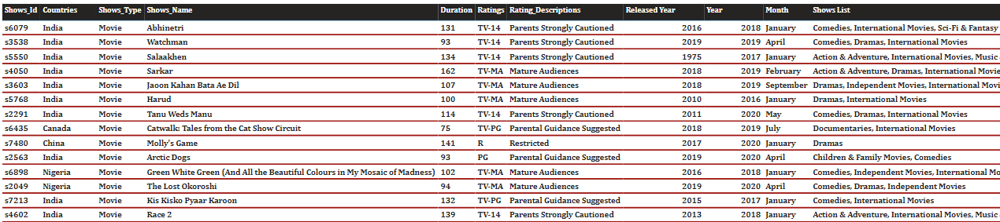 Shows_Id Countries Shows_Type Shows_Name Duration Ratings Rating_Descriptions Released Year Year Month Shows List
s6079 India Movie Abhinetri 131 TV-14 Parents Strongly Cautioned 2016 2018 January Comedies, International Movies, Sci-Fi & Fantasy
s3538 India Movie Watchman 93 TV-14 Parents Strongly Cautioned 2019 2019 April Comedies, Dramas, International Movies
s5550 India Movie Salaakhen 134 TV-14 Parents Strongly Cautioned 1975 2017 January Action & Adventure, International Movies, Music
s4050 India Movie Sarkar 162 TV-MA Mature Audiences 2018 2019 February Action & Adventure, Dramas, International Movi
s3603 India Movie Jaoon Kahan Bata Ae Dil 107 TV-MA Mature Audiences 2018 2019 September Dramas, Independent Movies, International Movi
s5768 India Movie Harud 100 TV-MA Mature Audiences 2010 2016 January Dramas, International Movies
s2291 India Movie Tanu Weds Manu 114 TV-14 Parents Strongly Cautioned 2011 2020 May Comedies, Dramas, International Movies
s6435 Canada Movie Catwalk: Tales from the Cat Show Circuit 75 TV-PG Parental Guidance Suggested 2018 2019 July Documentaries, International Movies
s7480 China Movie Molly's Game 141 R Restricted 2017 2020 January Dramas
s2563 India Movie Arctic Dogs 93 PG Parental Guidance Suggested 2019 2020 April Children & Family Movies, Comedies
s6898 Nigeria Movie Green White Green (And All the Beautiful Colours in My Mosaic of Madness) 102 TV-MA Mature Audiences 2016 2018 January Comedies, Independent Movies, International Mo
s2049 Nigeria Movie The Lost Okoroshi 94 TV-MA Mature Audiences 2019 2020 April Comedies, Dramas, Independent Movies
s7213 India Movie Kis Kisko Pyaar Karoon 132 TV-PG Parental Guidance Suggested 2015 2017 January Comedies, International Movies
s4602 India Movie Race 2 139 TV-14 Parents Strongly Cautioned 2013 2018 January Action & Adventure, International Movies, Music